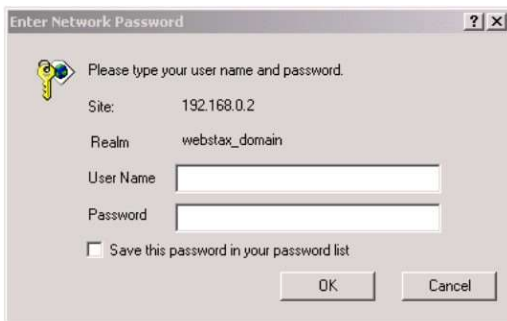 Enter Network Password ? X
Please type your user name and password.
Site: 192.168.0.2
Realm webstax_domain
User Name
Password
Save this password in your password list
OK Cancel